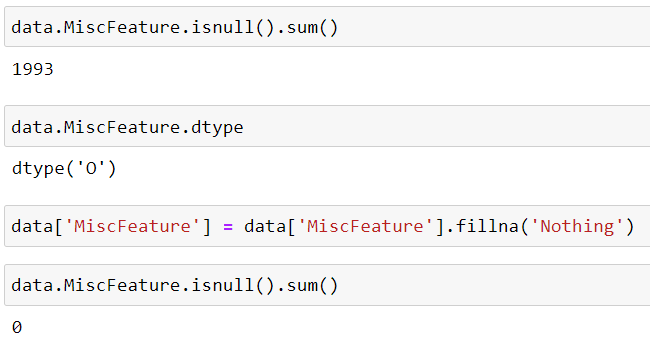 data.MiscFeature.isnull().sum()
1993
data.MiscFeature.dtype
dtype('O')
data['MiscFeature'] = data['MiscFeature'].fillna('Nothing')
data.MiscFeature.isnull().sum()
0